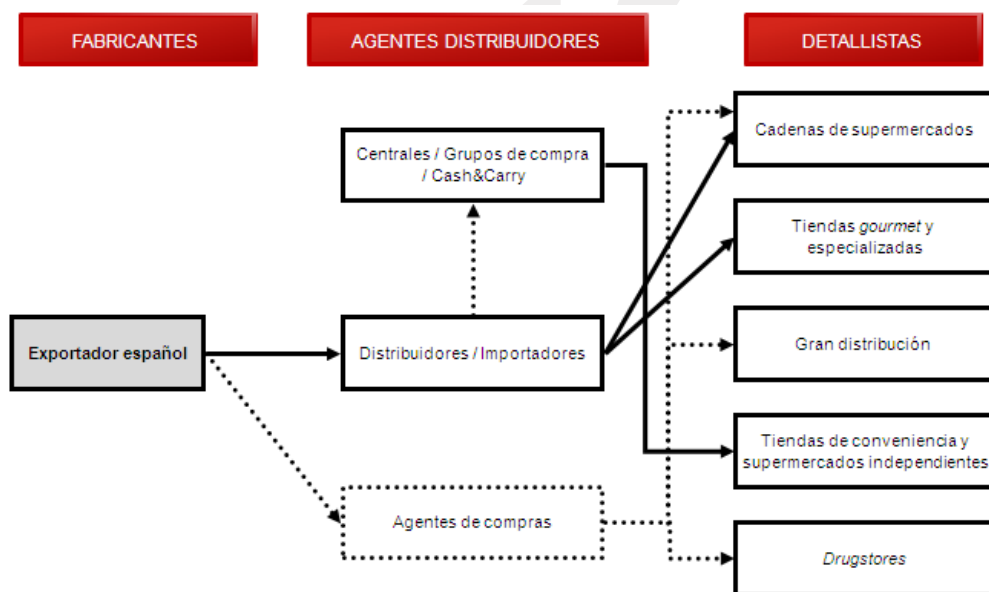 FABRICANTES
AGENTES DISTRIBUIDORES
DETALLISTAS
Cadenas de supermercados
Centrales / Grupos de compra
/ Cash&Carry
Tiendas gourmet y
especializadas
Exportador español
Distribuidores / Importadores
Gran distribución
Tiendas de conveniencia y
supermercados independientes
Agentes de compras
Drugstores